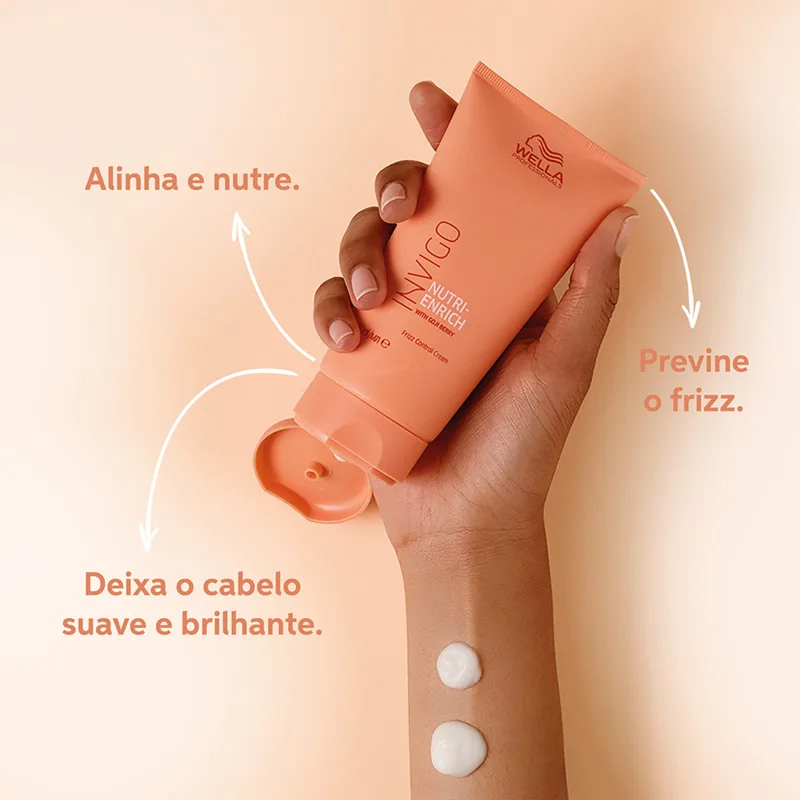 Alinha e nutre.
WELLA
PROFESSIONALS
INVIGO
NUTRI-
ENRICH
WITH GOJI BERRY
Frizz Control Cream
Previne
o frizz.
Deixa o cabelo
suave e brilhante.